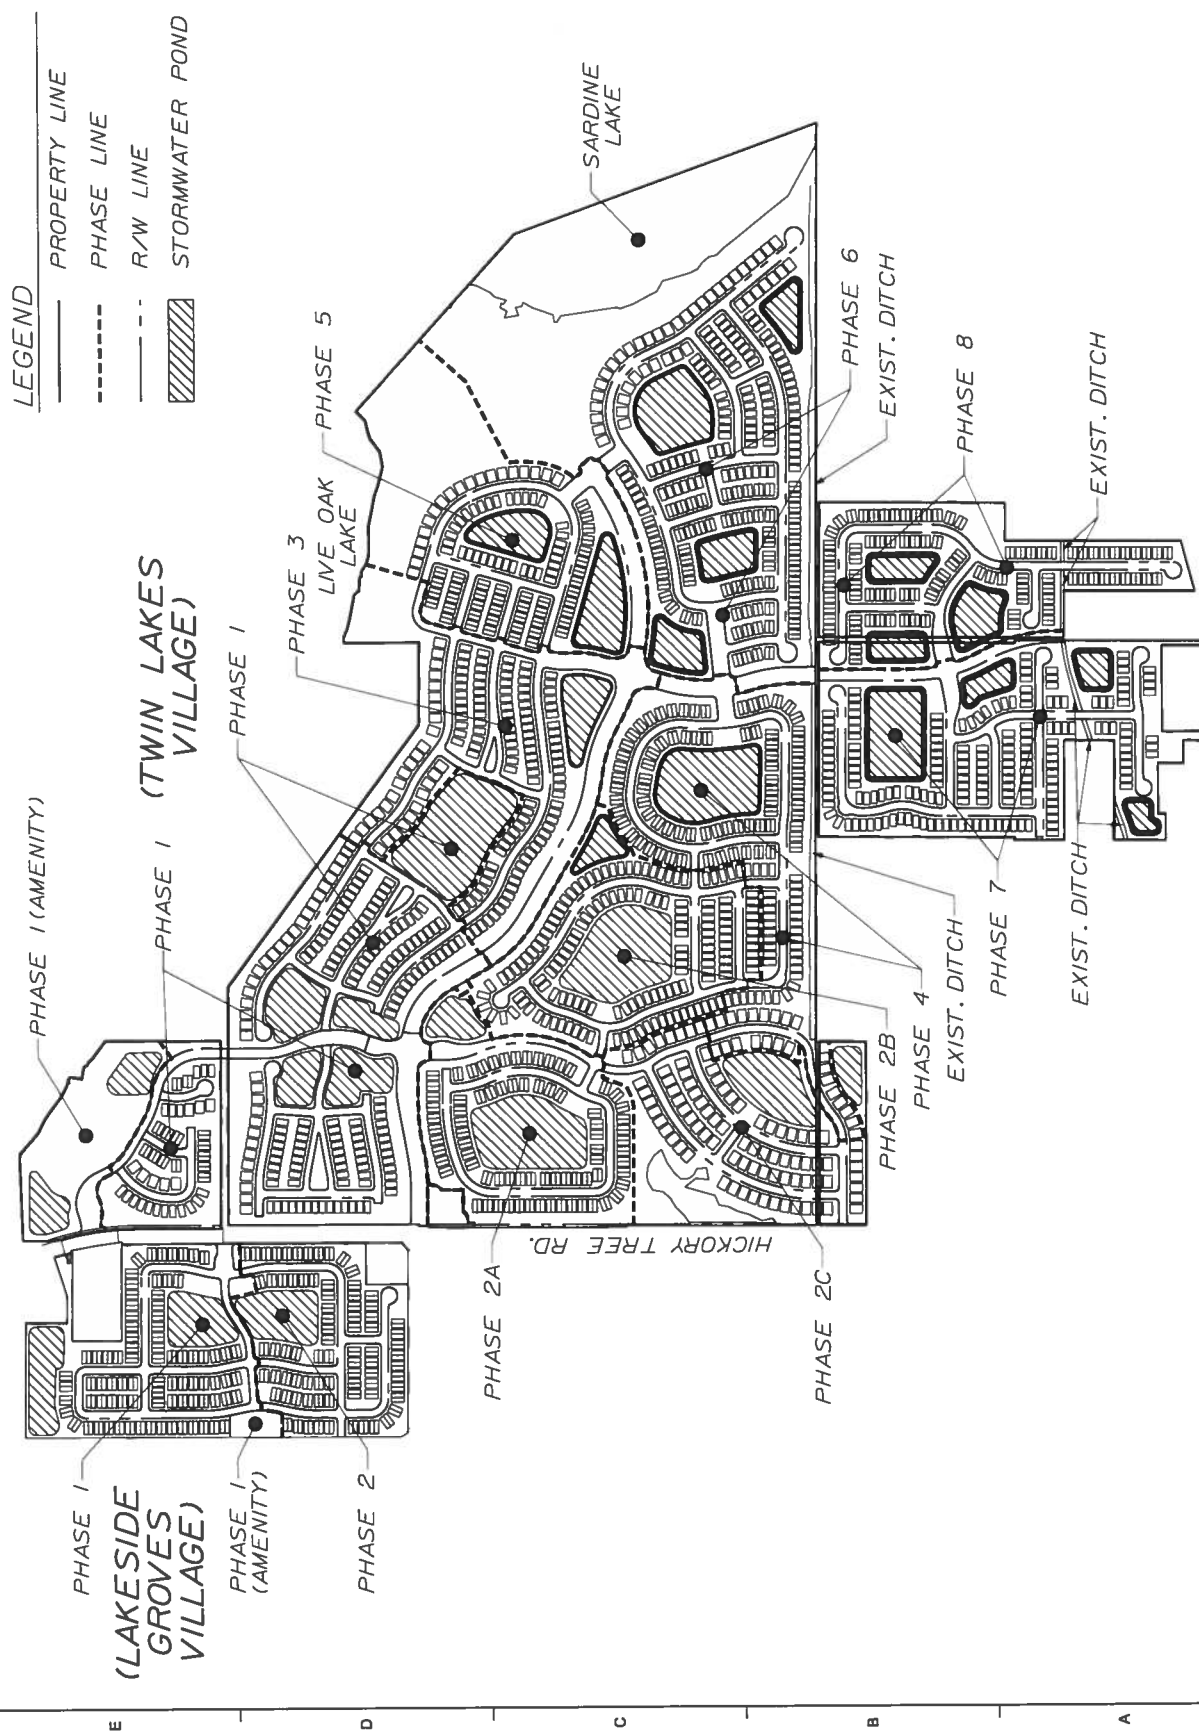 LEGEND
PROPERTY LINE
PHASE LINE
R/W LINE
STORMWATER POND
PHASE 1 (AMENITY)
PHASE 1
(TWIN LAKES
VILLAGE)
PHASE 1
PHASE 3
LIVE OAK
LAKE
PHASE 5
SARDINE
LAKE
(LAKESIDE
GROVES
VILLAGE)
PHASE 1
PHASE 1
(AMENITY)
PHASE 2
PHASE 2A
HICKORY TREE RD.
PHASE 2C
PHASE 2B
PHASE 4
EXIST. DITCH
PHASE 7
EXIST. DITCH
PHASE 6
EXIST. DITCH
PHASE 8
EXIST. DITCH
E
D
C
B
A